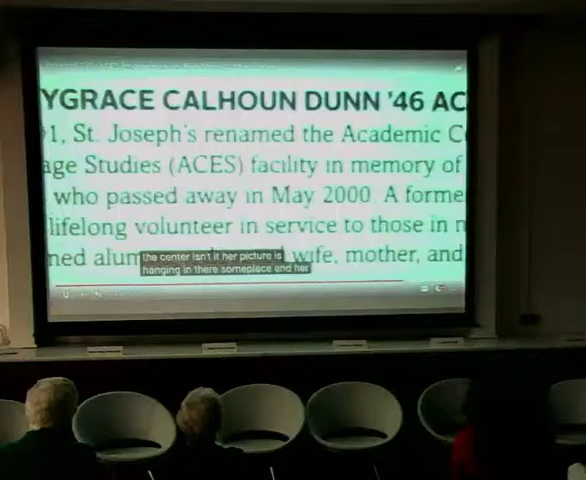 YGRACE CALHOUN DUNN '46 AC
1, St. Joseph's renamed the Academic C
age Studies (ACES) facility in memory of
who passed away in May 2000. A forme
lifelong volunteer in service to those in n
ned alum wife, mother, and
the center isn't it her picture is
hanging in there someplace and her